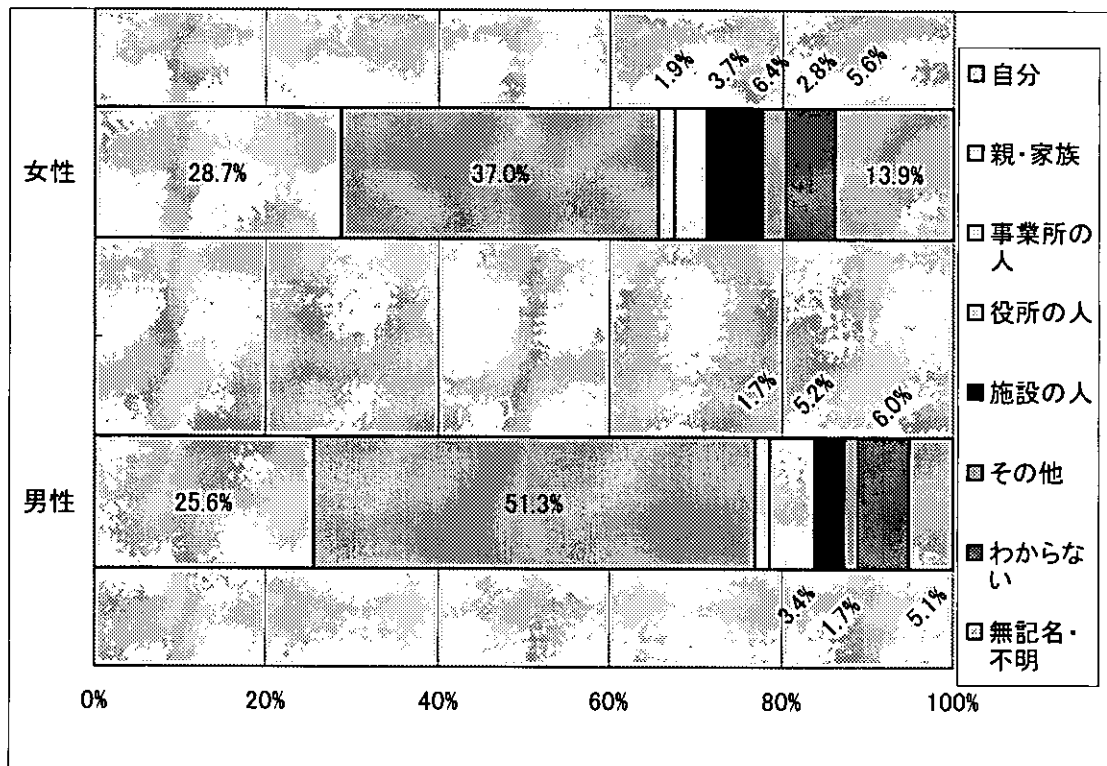 1.9%
3.7%
6.4%
2.8%
5.6%
女性
28.7%
37.0%
13.9%
1.7%
5.2%
6.0%
男性
25.6%
51.3%
3.4%
1.7%
5.1%
0%
20%
40%
60%
80%
100%
自分
親・家族
事業所の
人
役所の人
施設の人
その他
わからな
い
無記名・
不明